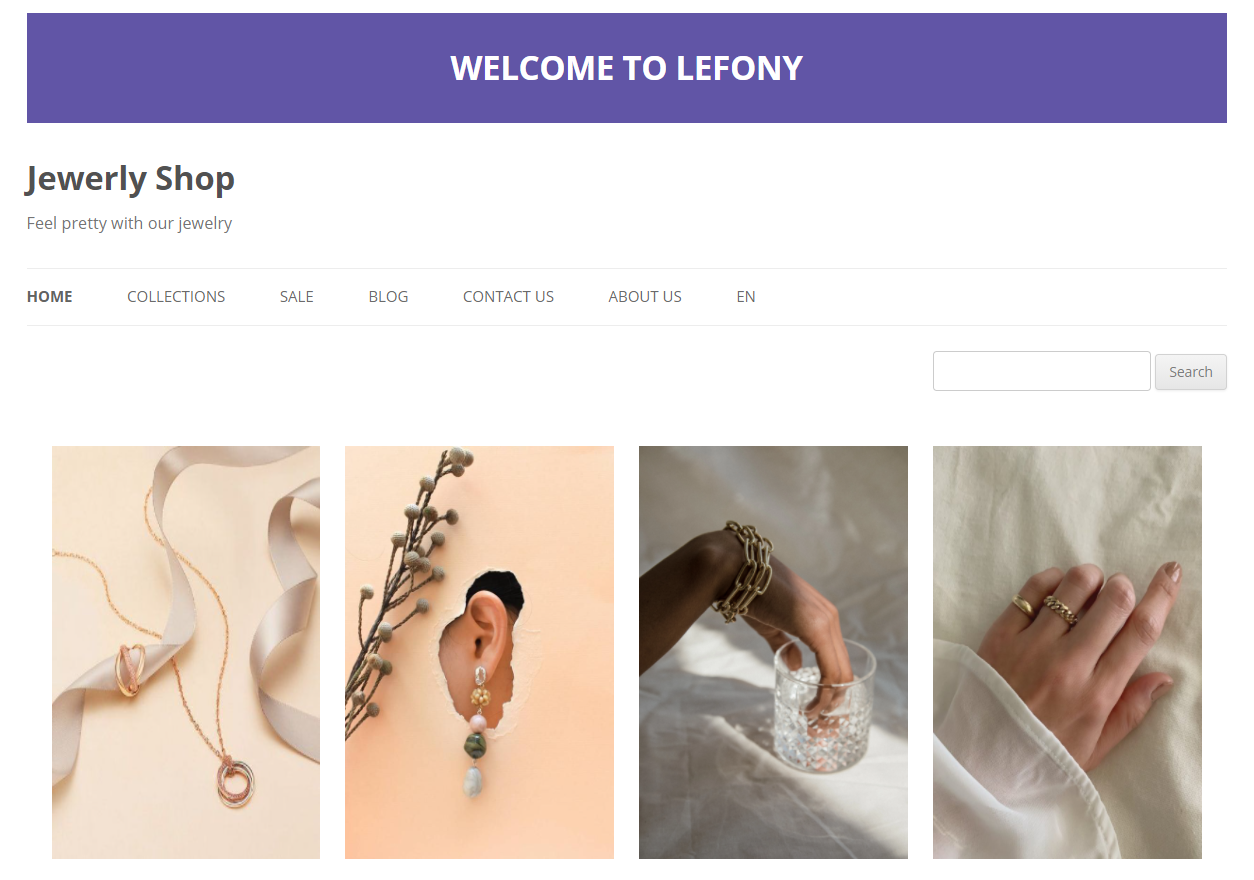 WELCOME TO LEFONY
Jewerly Shop
Feel pretty with our jewelry
HOME COLLECTIONS SALE BLOG CONTACT US ABOUT US EN
Search